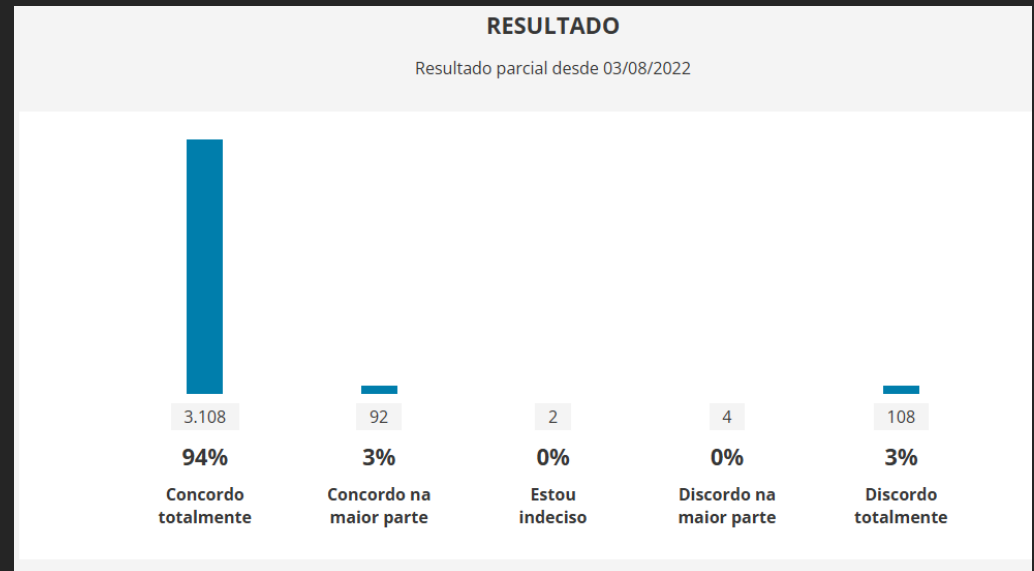 RESULTADO
Resultado parcial desde 03/08/2022
3.108
92
2
4
108
94%
3%
0%
0%
3%
Concordo
totalmente
Concordo na
maior parte
Estou
indeciso
Discordo na
maior parte
Discordo
totalmente